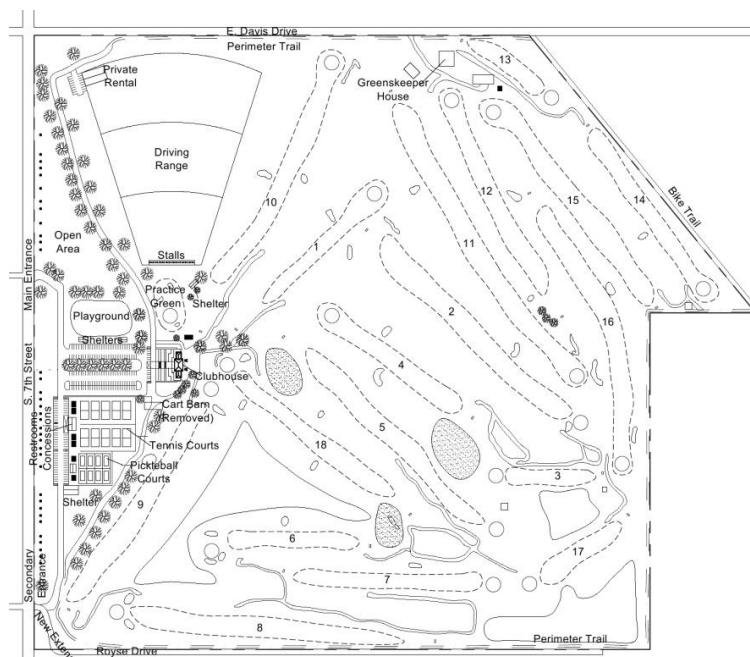 E. Davis Drive
Perimeter Trail
Private
Rental
Greenskeeper
House
13
Driving
Range
10
1
12
11
15
14
Bike Trail
Open
Area
Main Entrance
Stalls
Practice
Green
Shelter
2
16
Playground
Shelters
S. 7th Street
4
Clubhouse
Cart Barn
(Removed)
5
18
Restrooms
Concessions
Tennis Courts
Pickleball
Courts
3
Shelter
9
6
17
7
Secondary
Entrance
8
Perimeter Trail
Royse Drive